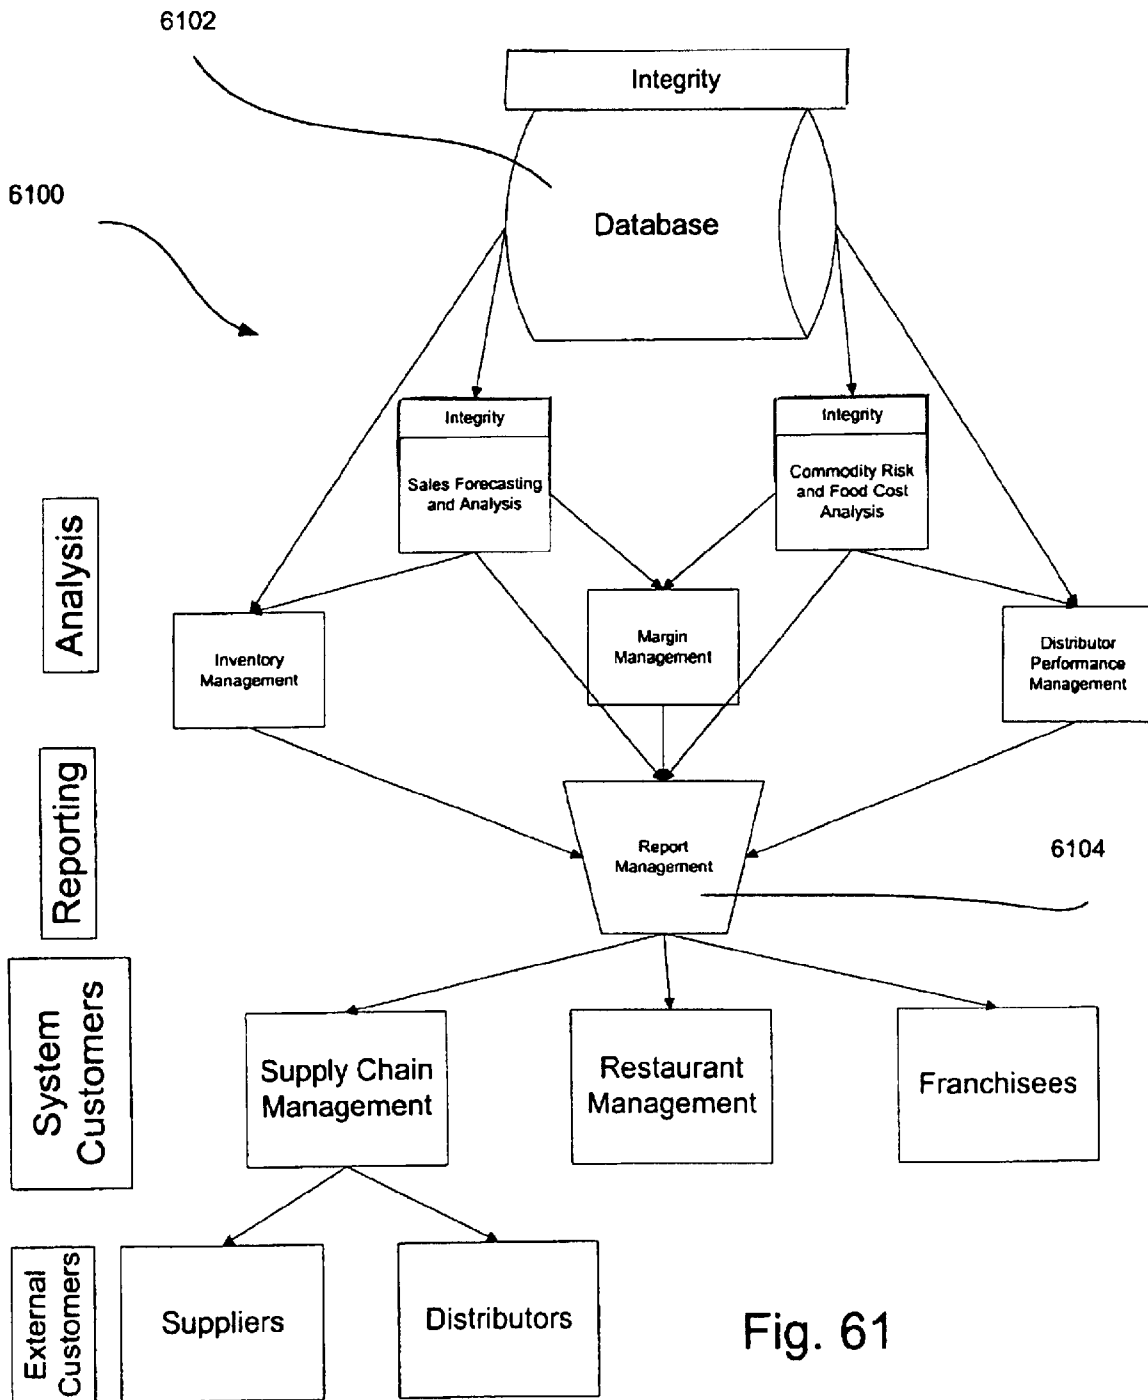 6102
Integrity
6100
Database
Integrity
Sales Forecasting
and Analysis
Integrity
Commodity Risk
and Food Cost
Analysis
Analysis
Inventory
Management
Margin
Management
Distributor
Performance
Management
Reporting
Report
Management
6104
System
Customers
Supply Chain
Management
Restaurant
Management
Franchisees
External
Customers
Suppliers
Distributors
Fig. 61